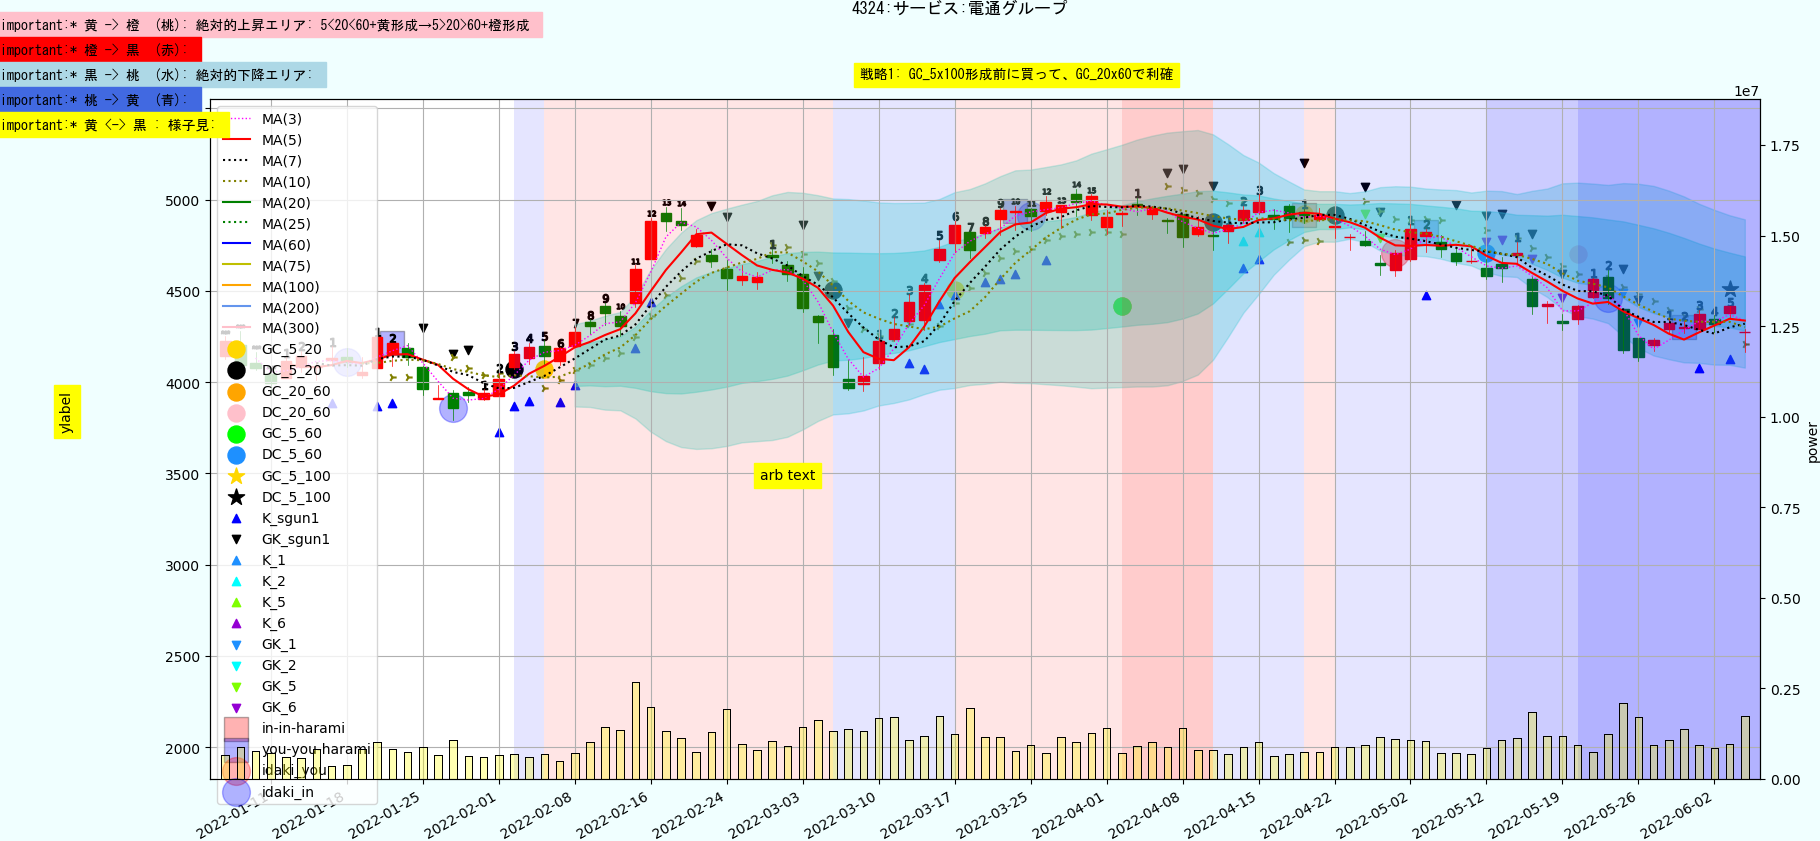 4324:サービス:電通グループ
important:* 黄 -> 橙 (桃): 絶対的上昇エリア: 5<20<60+黄形成→5>20>60+橙形成
important:* 橙 -> 黒 (赤):
important:* 黒 -> 桃 (水): 絶対的下降エリア:
戦略1: GC_5x100形成前に買って、GC_20x60で利確
important:* 桃 -> 黄 (青):
important:* 黄 <-> 黒 : 様子見:
1e7
MA(3)
MA(5)
MA(7)
MA(10)
MA(20)
MA(25)
MA(60)
MA(75)
MA(100)
MA(200)
MA(300)
GC_5_20
DC_5_20
GC_20_60
DC_20_60
GC_5_60
DC_5_60
GC_5_100
DC_5_100
K_sgun1
GK_sgun1
K_1
K_2
K_5
K_6
GK_1
GK_2
GK_5
GK_6
in-in-harami
you-you-harami
idaki_you
idaki_in
5000
4500
4000
3500
3000
2500
2000
ylabel
arb text
1.75
1.50
1.25
1.00
0.75
0.50
0.25
0.00
power
2022-01-11
2022-01-18
2022-01-25
2022-02-01
2022-02-08
2022-02-16
2022-02-24
2022-03-03
2022-03-10
2022-03-17
2022-03-25
2022-04-01
2022-04-08
2022-04-15
2022-04-22
2022-05-02
2022-05-12
2022-05-19
2022-05-26
2022-06-02